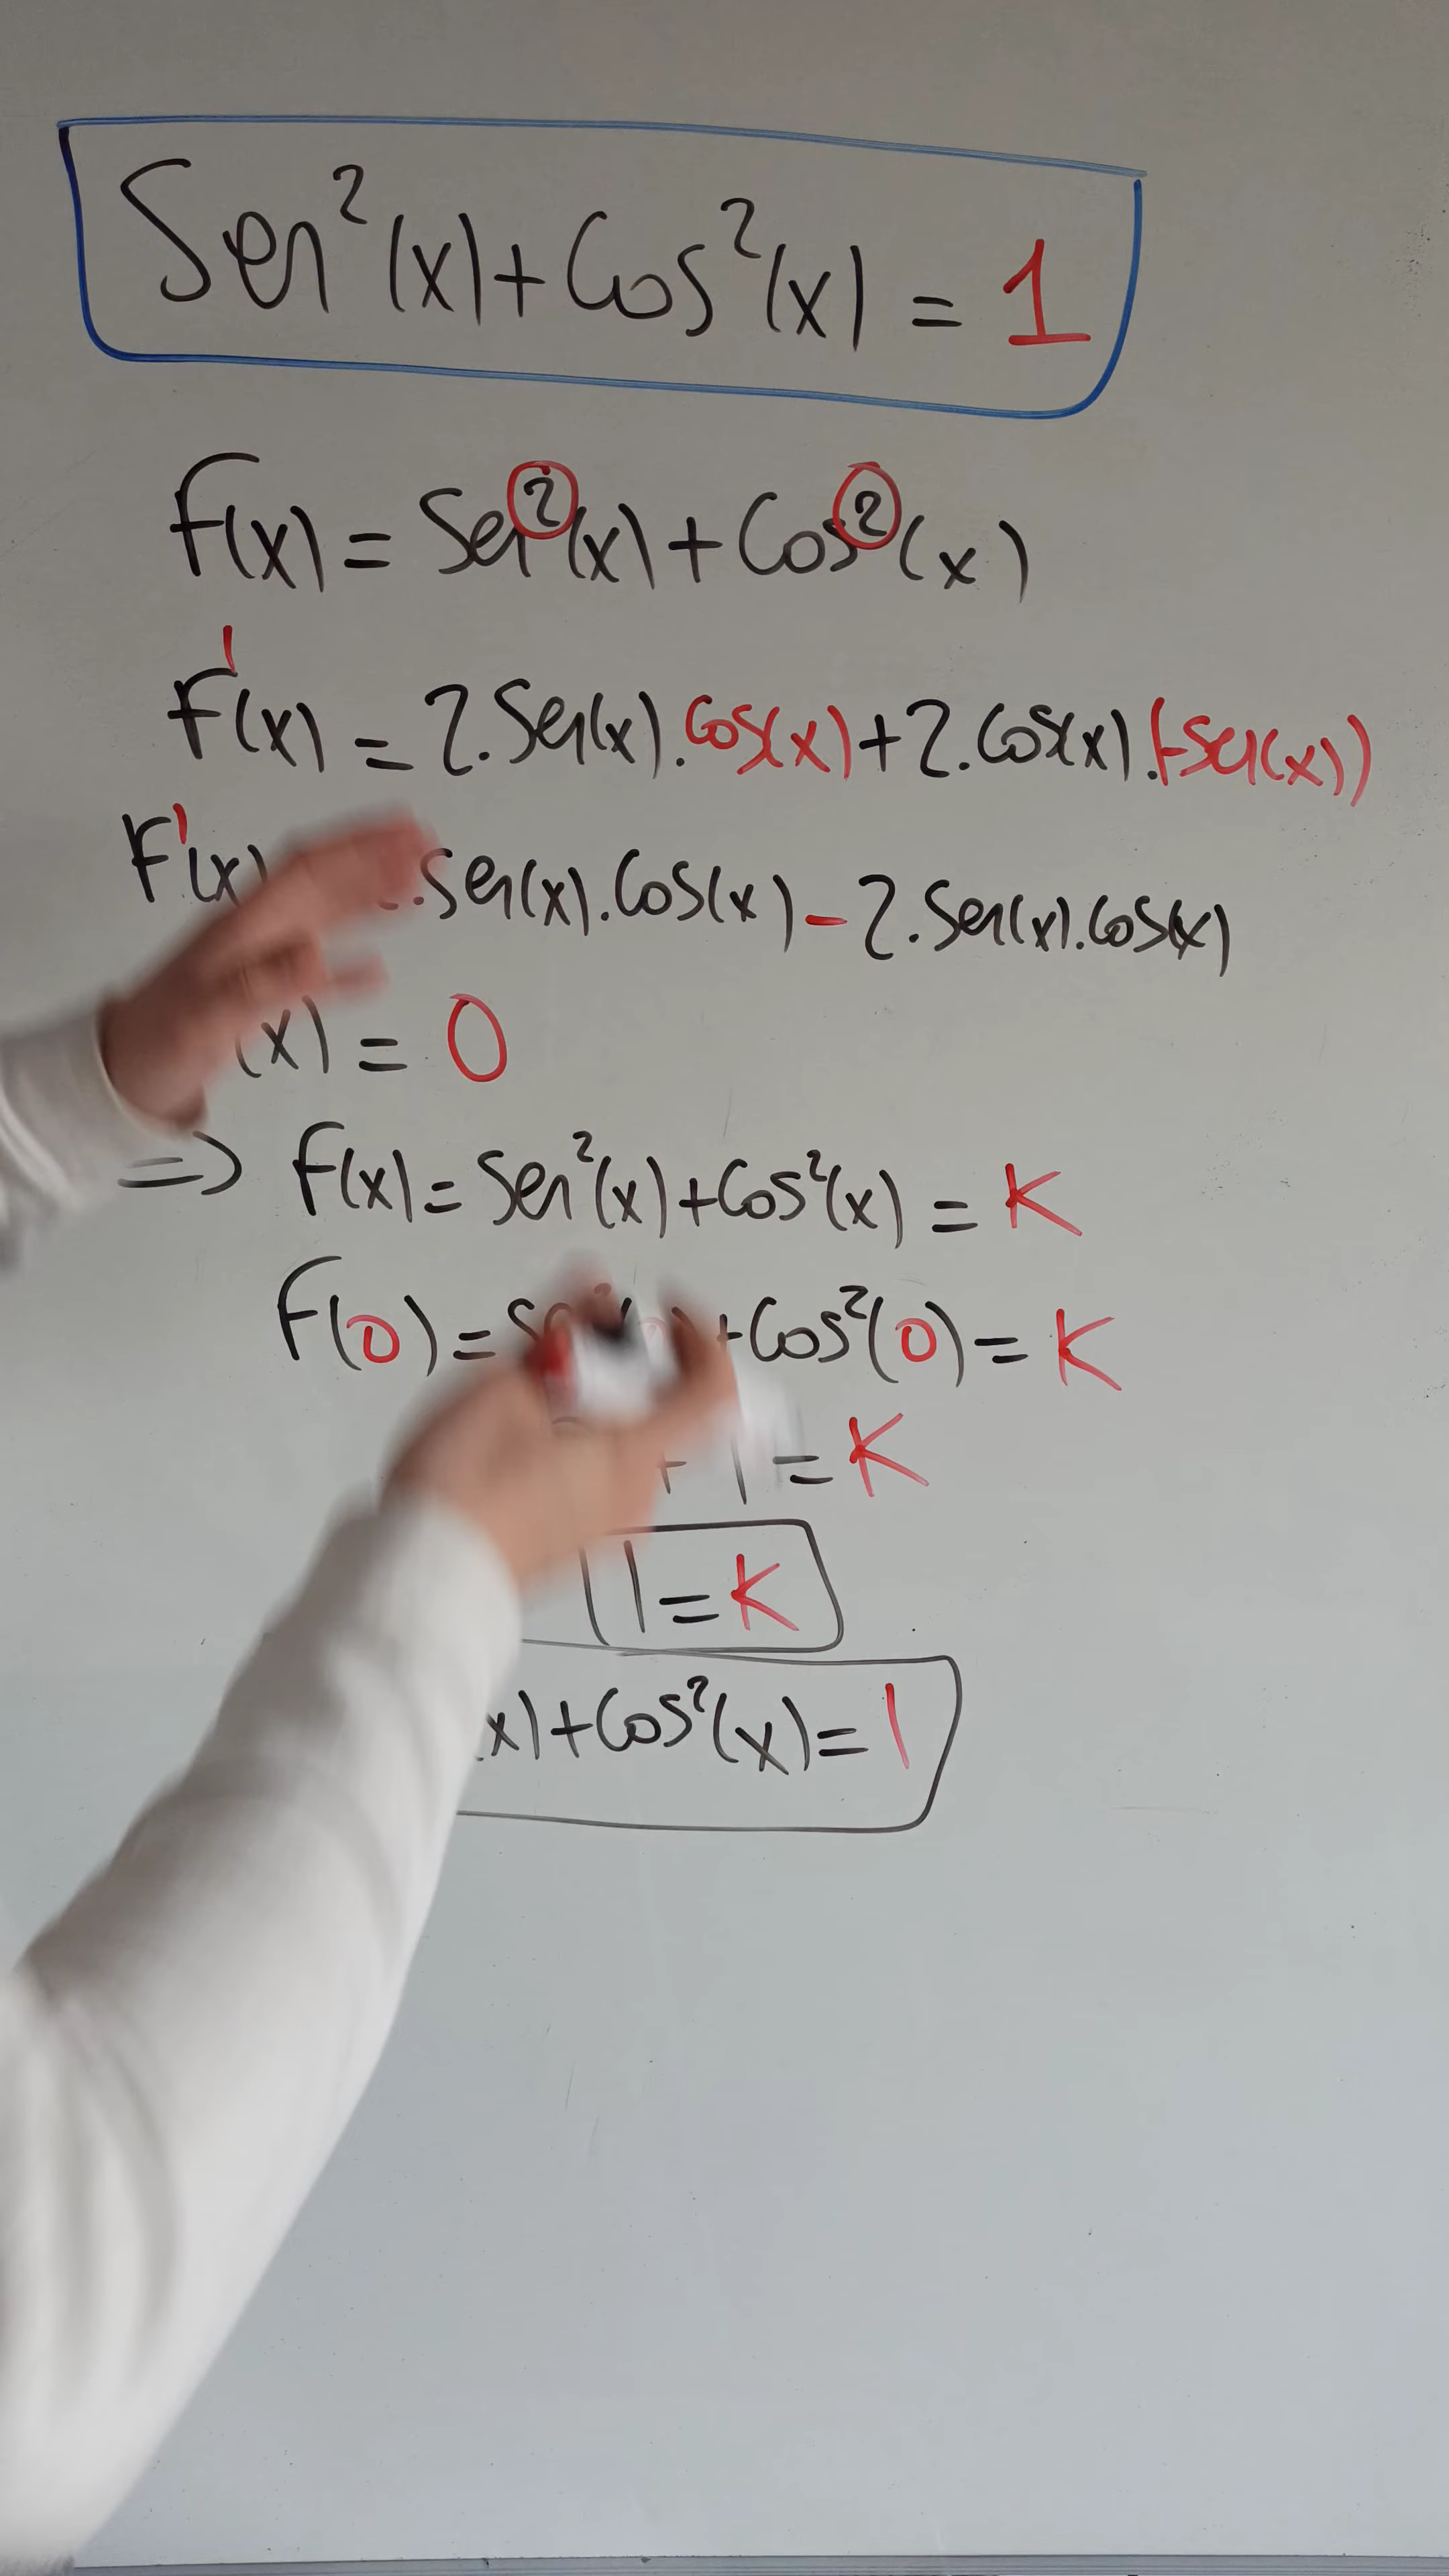 Sen²(x)+Cos²(x) = 1
F(x) = Sen²(x)+Cos²(x)
F'(x) = 2.Sen(x).Cos(x)+2.Cos(x).(-Sen(x))
F'(x) .Sen(x).Cos(x)-2.Sen(x).Cos(x)
(x) = 0
=> F(x)= Sen²(x)+Cos²(x) = K
F(0)= +Cos²(0)= K
+ 1 = K
1=K
x)+Cos²(x)=1